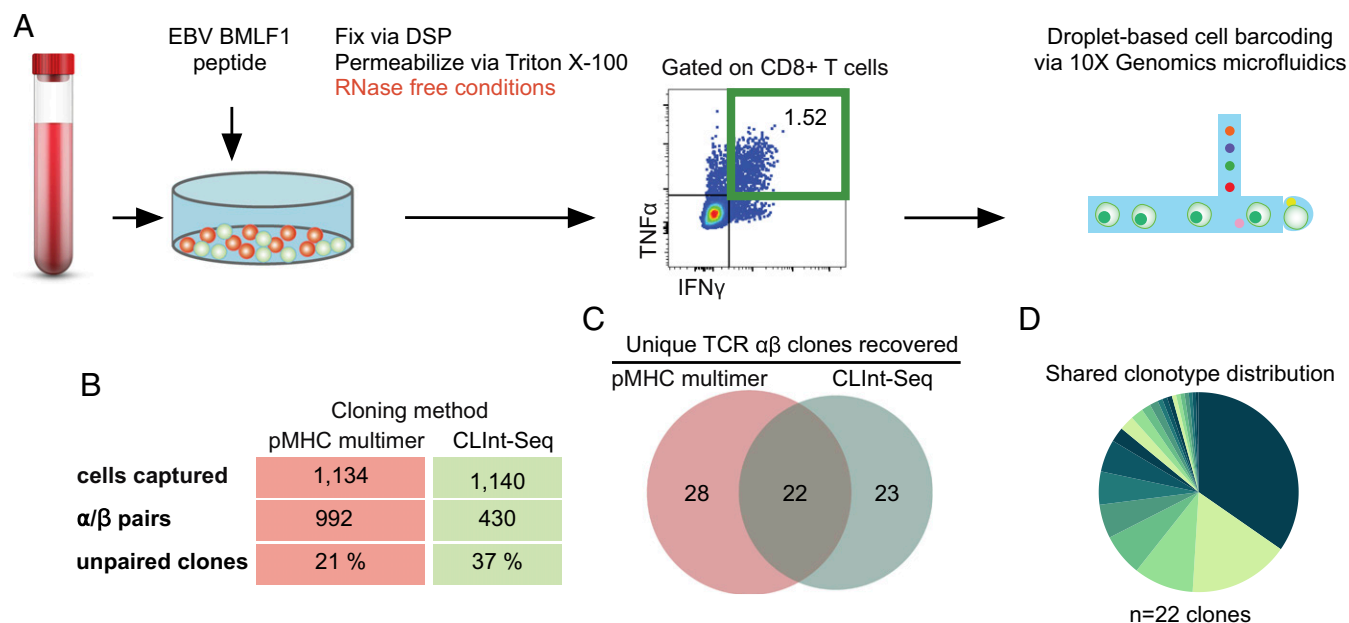 A
EBV BMLF1
peptide
Fix via DSP
Permeabilize via Triton X-100
RNase free conditions
Gated on CD8+ T cells
1.52
TNFα
IFNγ
Droplet-based cell barcoding
via 10X Genomics microfluidics
B
Cloning method
pMHC multimer CLInt-Seq
cells captured 1,134 1,140
α/β pairs 992 430
unpaired clones 21 % 37 %
C
Unique TCR αβ clones recovered
pMHC multimer CLInt-Seq
28 22 23
D
Shared clonotype distribution
n=22 clones